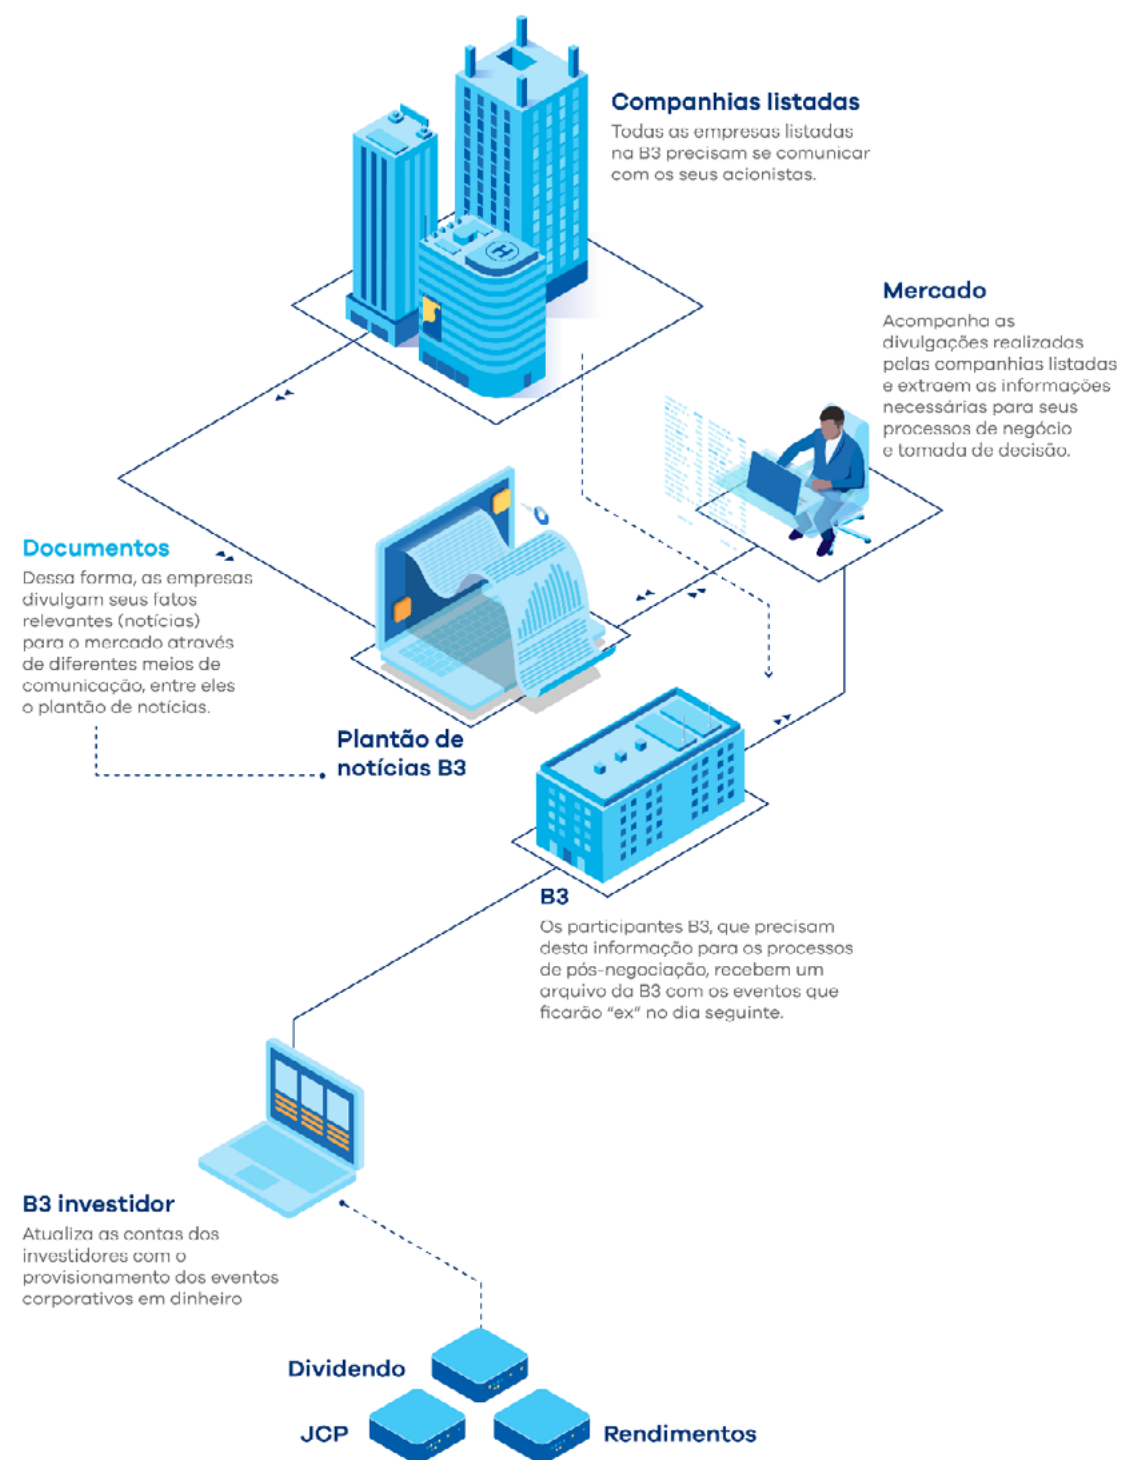 Companhias listadas
Todas as empresas listadas
na B3 precisam se comunicar
com os seus acionistas.
Mercado
Acompanha as
divulgações realizadas
pelas companhias listadas
e extraem as informações
necessárias para seus
processos de negócio
e tomada de decisão.
Documentos
Dessa forma, as empresas
divulgam seus fatos
relevantes (notícias)
para o mercado através
de diferentes meios de
comunicação, entre eles
o plantão de notícias.
Plantão de
notícias B3
B3
Os participantes B3, que precisam
desta informação para os processos
de pós-negociação, recebem um
arquivo da B3 com os eventos que
ficarão “ex” no dia seguinte.
B3 investidor
Atualiza as contas dos
investidores com o
provisionamento dos eventos
corporativos em dinheiro
Dividendo
JCP
Rendimentos
H